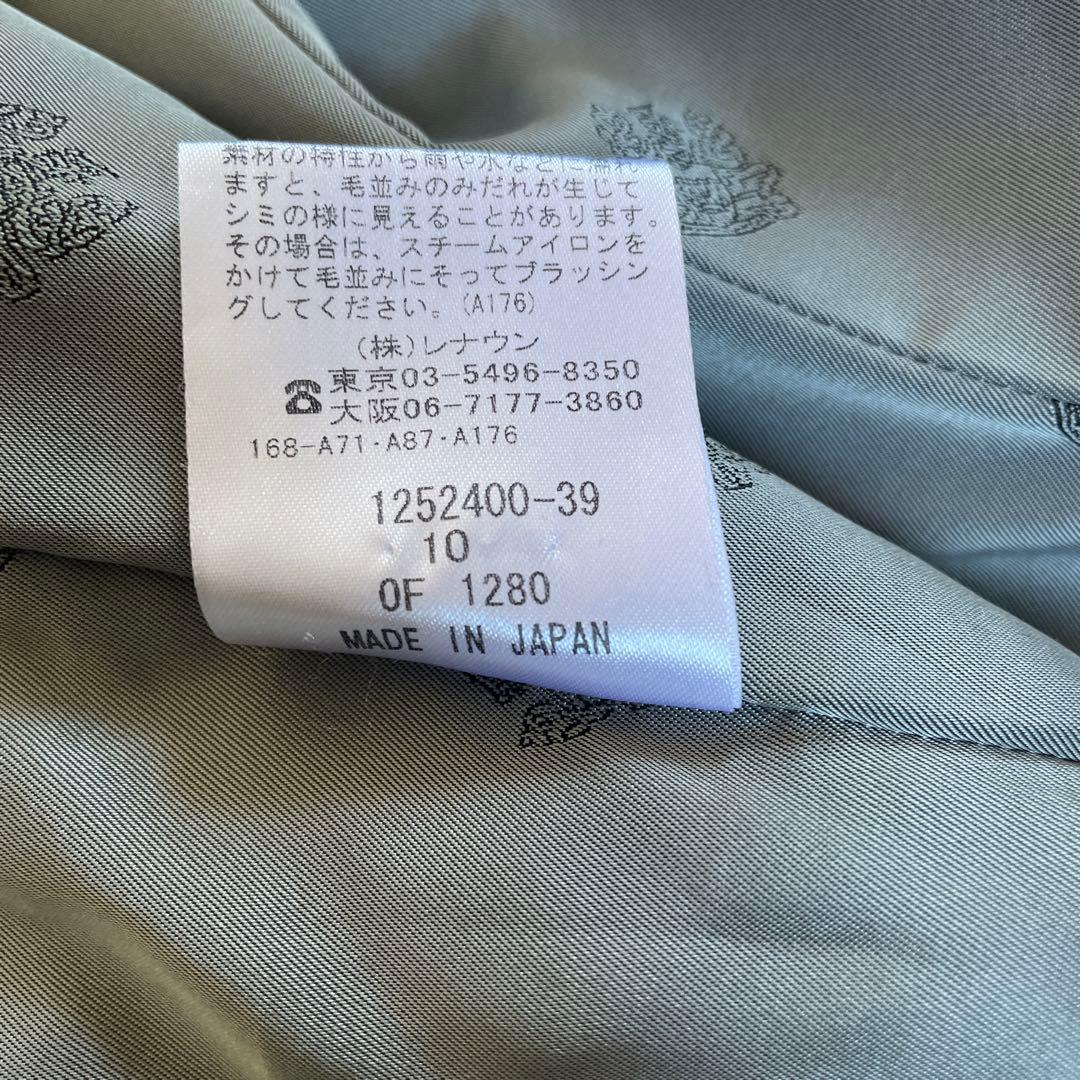 素材の特性から雨や水などに濡れ
ますと、毛並みのみだれが生じて
シミの様に見えることがあります。
その場合は、スチームアイロンを
かけて毛並みにそってブラッシン
グしてください。(A176)
(株)レナウン
☎東京03-5496-8350
大阪06-7177-3860
168-A71・A87・A176
1252400-39
10
OF 1280
MADE IN JAPAN